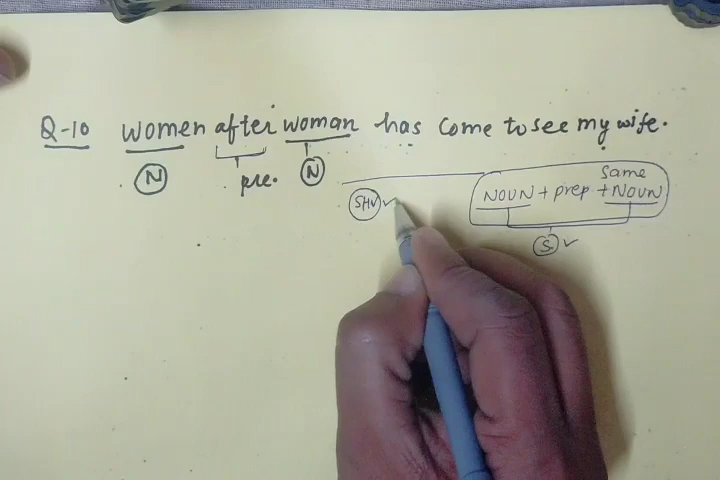 Q-10 women after woman has come to see my wife.
N pre. N
same
NOUN + prep + NOUN
SHV ✓
S. ✓